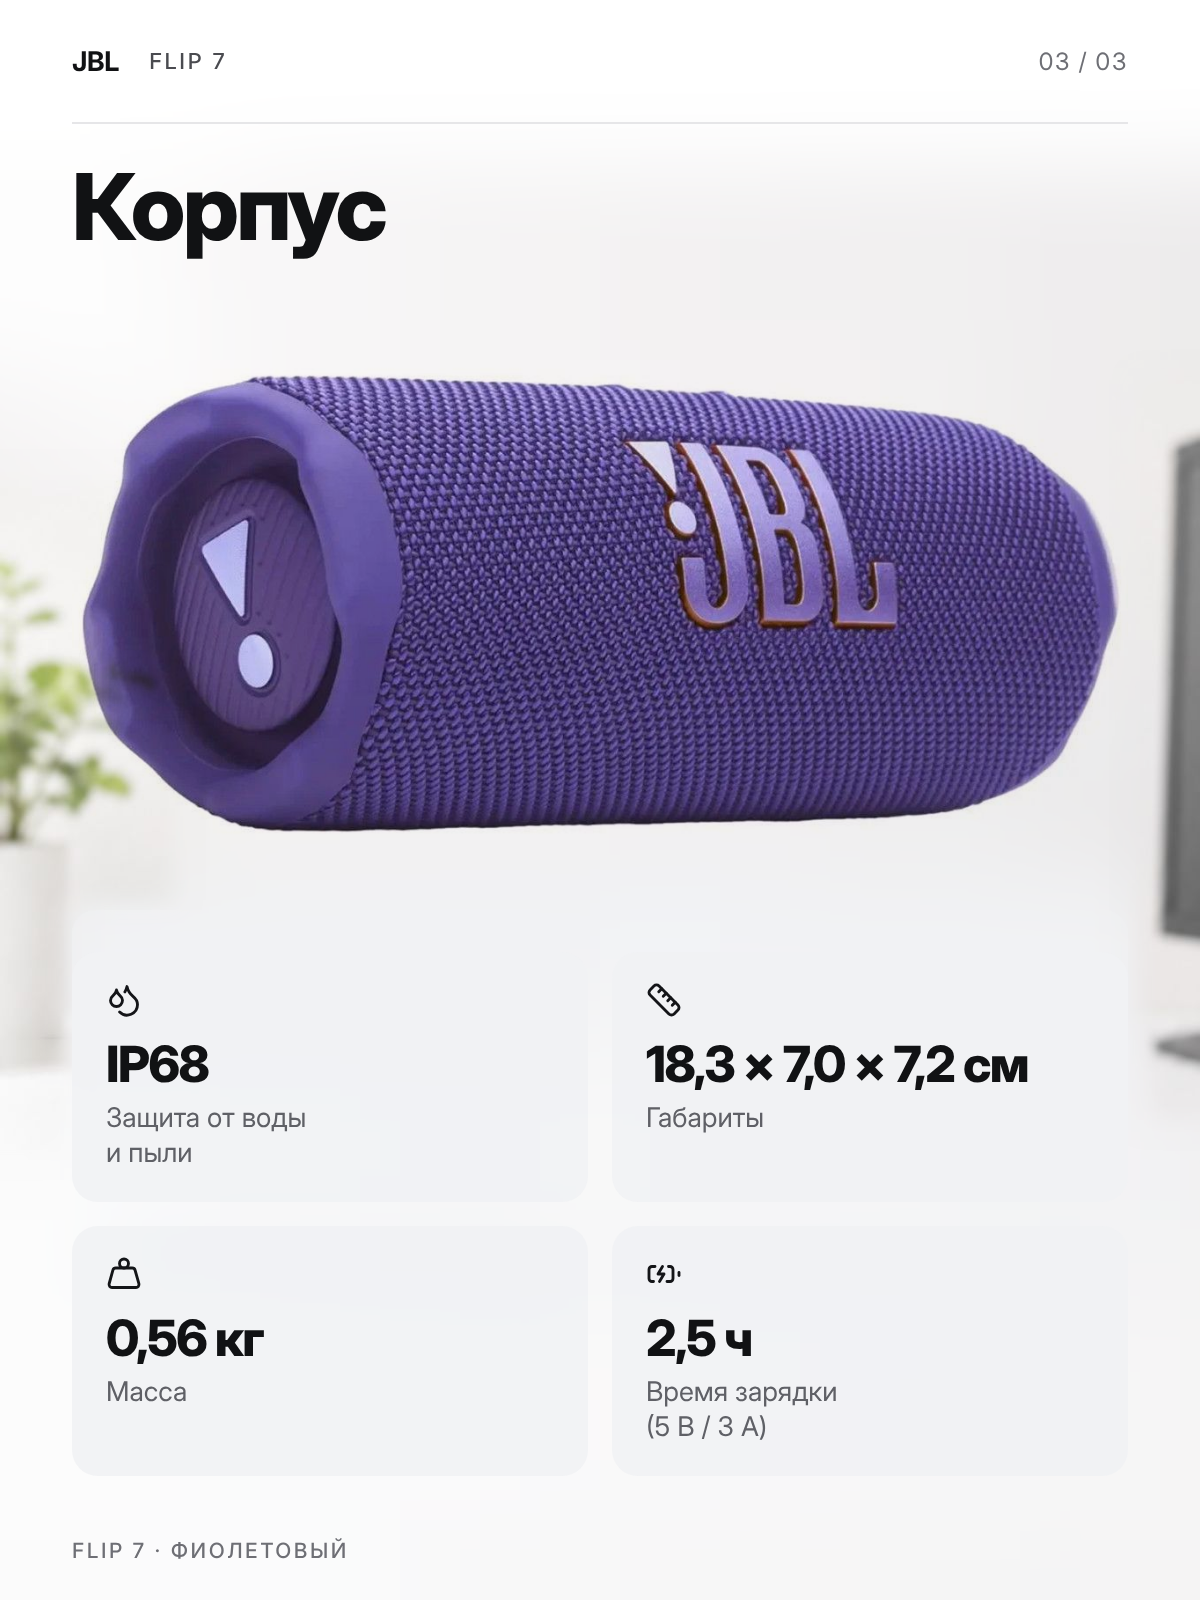 JBL FLIP 7 03 / 03
Корпус
JBL
IP68
Защита от воды
и пыли
18,3 × 7,0 × 7,2 см
Габариты
0,56 кг
Масса
2,5 ч
Время зарядки
(5 В / 3 А)
FLIP 7 · ФИОЛЕТОВЫЙ